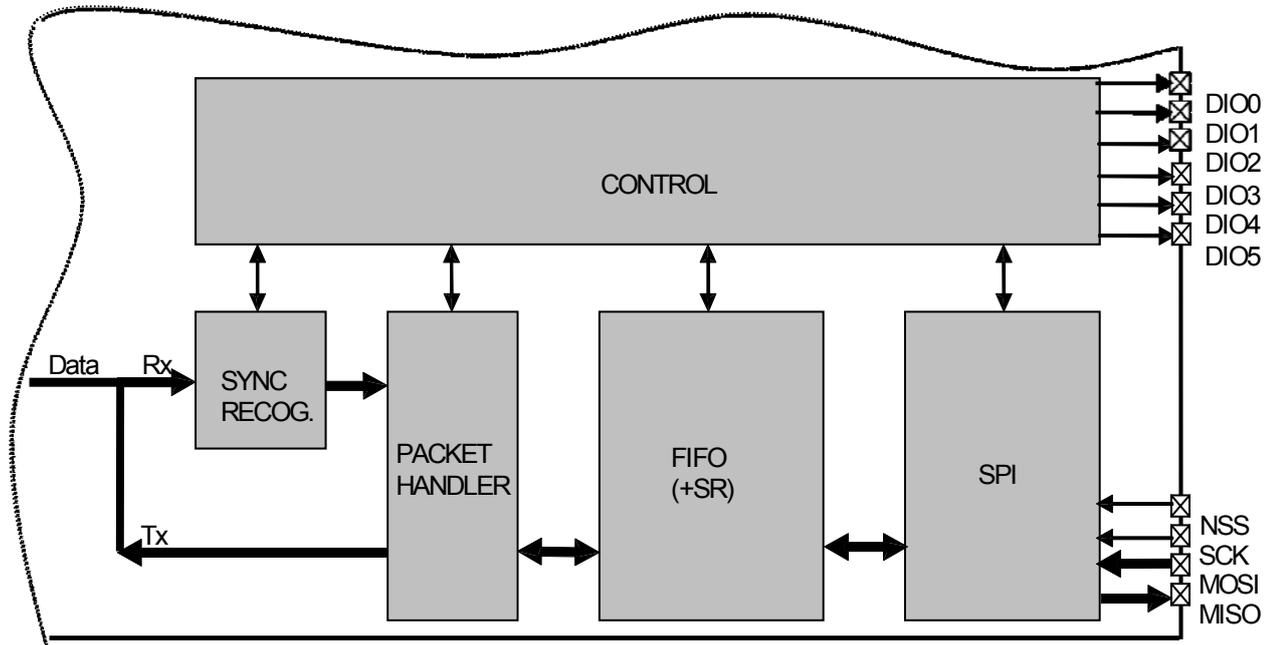 DIO0
DIO1
DIO2
DIO3
DIO4
DIO5
CONTROL
Data
Rx
SYNC
RECOG.
PACKET
HANDLER
FIFO
(+SR)
SPI
Tx
NSS
SCK
MOSI
MISO